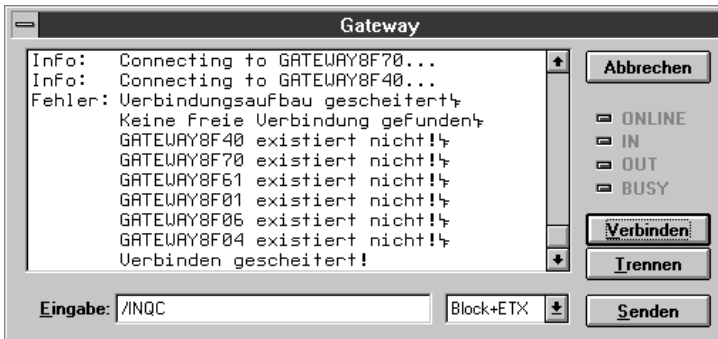 Gateway
Info: Connecting to GATEWAY8F70...
Info: Connecting to GATEWAY8F40...
Fehler: Verbindungsaufbau gescheitert␊
Keine freie Verbindung gefunden␊
GATEWAY8F40 existiert nicht!␊
GATEWAY8F70 existiert nicht!␊
GATEWAY8F61 existiert nicht!␊
GATEWAY8F01 existiert nicht!␊
GATEWAY8F06 existiert nicht!␊
GATEWAY8F04 existiert nicht!␊
Verbinden gescheitert!
Abbrechen
ONLINE
IN
OUT
BUSY
Verbinden
Trennen
Eingabe: /INQC Block+ETX Senden